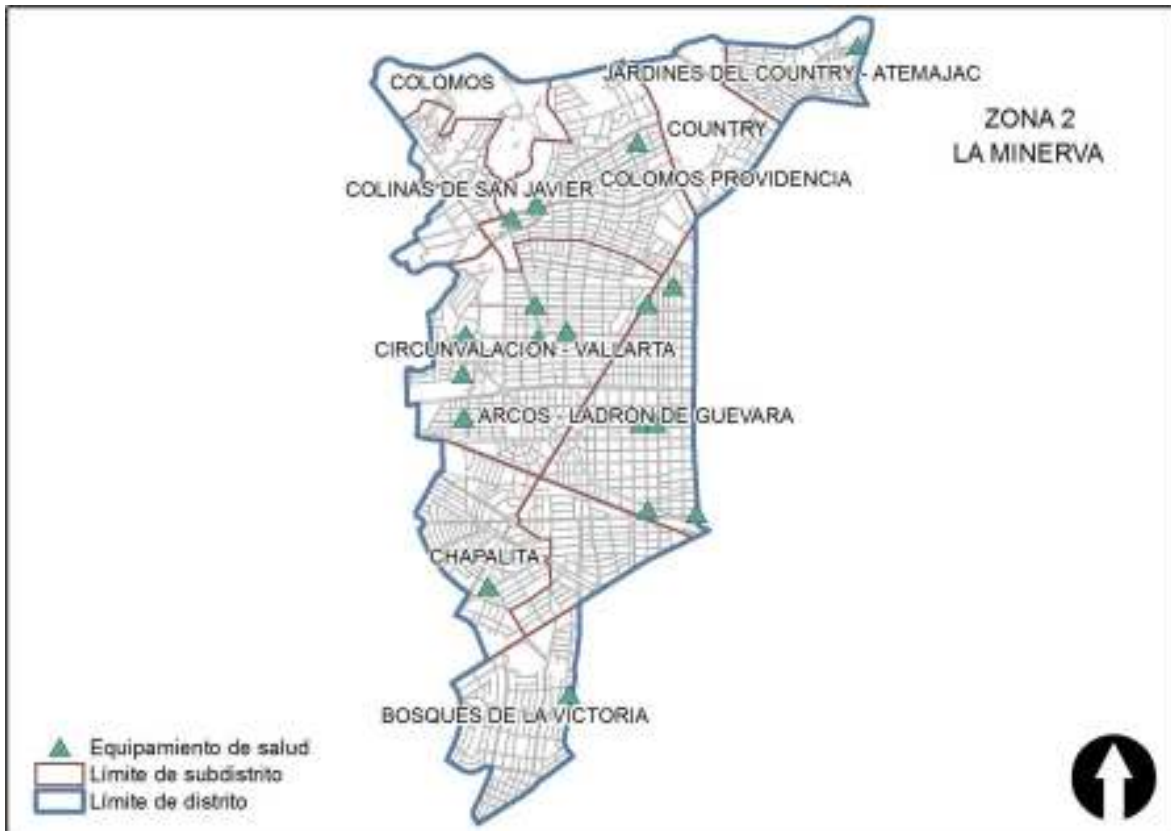 COLOMOS
JARDINES DEL COUNTRY - ATEMAJAC
ZONA 2
LA MINERVA
COUNTRY
COLINAS DE SAN JAVIER
COLOMOS PROVIDENCIA
CIRCUNVALACION - VALLARTA
ARCOS - LADRON DE GUEVARA
CHAPALITA
BOSQUES DE LA VICTORIA
Equipamiento de salud
Límite de subdistrito
Límite de distrito